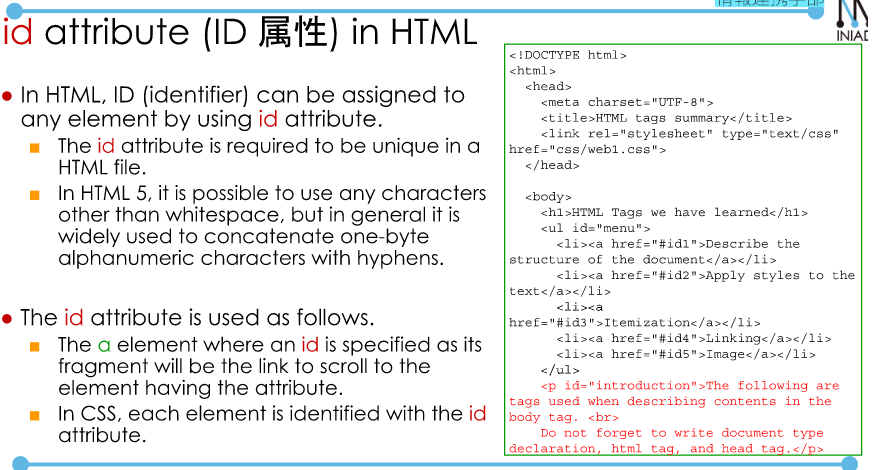 id attribute (ID 属性) in HTML
INIAD
In HTML, ID (identifier) can be assigned to
any element by using id attribute.
The id attribute is required to be unique in a
HTML file.
In HTML 5, it is possible to use any characters
other than whitespace, but in general it is
widely used to concatenate one-byte
alphanumeric characters with hyphens.
The id attribute is used as follows.
The a element where an id is specified as its
fragment will be the link to scroll to the
element having the attribute.
In CSS, each element is identified with the id
attribute.
<!DOCTYPE html>
<html>
<head>
<meta charset="UTF-8">
<title>HTML tags summary</title>
<link rel="stylesheet" type="text/css"
href="css/web1.css">
</head>
<body>
<h1>HTML Tags we have learned</h1>
<ul id="menu">
<li><a href="#id1">Describe the
structure of the document</a></li>
<li><a href="#id2">Apply styles to the
text</a></li>
<li><a
href="#id3">Itemization</a></li>
<li><a href="#id4">Linking</a></li>
<li><a href="#id5">Image</a></li>
</ul>
<p id="introduction">The following are
tags used when describing contents in the
body tag. <br>
Do not forget to write document type
declaration, html tag, and head tag.</p>